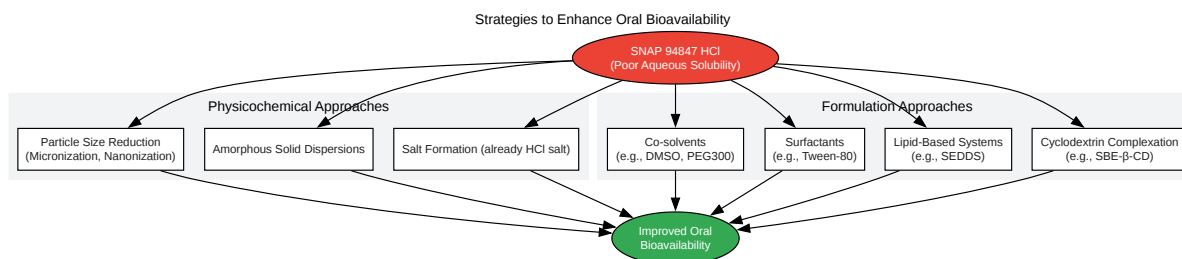 Strategies to Enhance Oral Bioavailability
SNAP 94847 HCl
(Poor Aqueous Solubility)
Physicochemical Approaches
Formulation Approaches
Particle Size Reduction
(Micronization, Nanonization)
Amorphous Solid Dispersions
Salt Formation (already HCl salt)
Co-solvents
(e.g., DMSO, PEG300)
Surfactants
(e.g., Tween-80)
Lipid-Based Systems
(e.g., SEDDS)
Cyclodextrin Complexation
(e.g., SBE-β-CD)
Improved Oral
Bioavailability